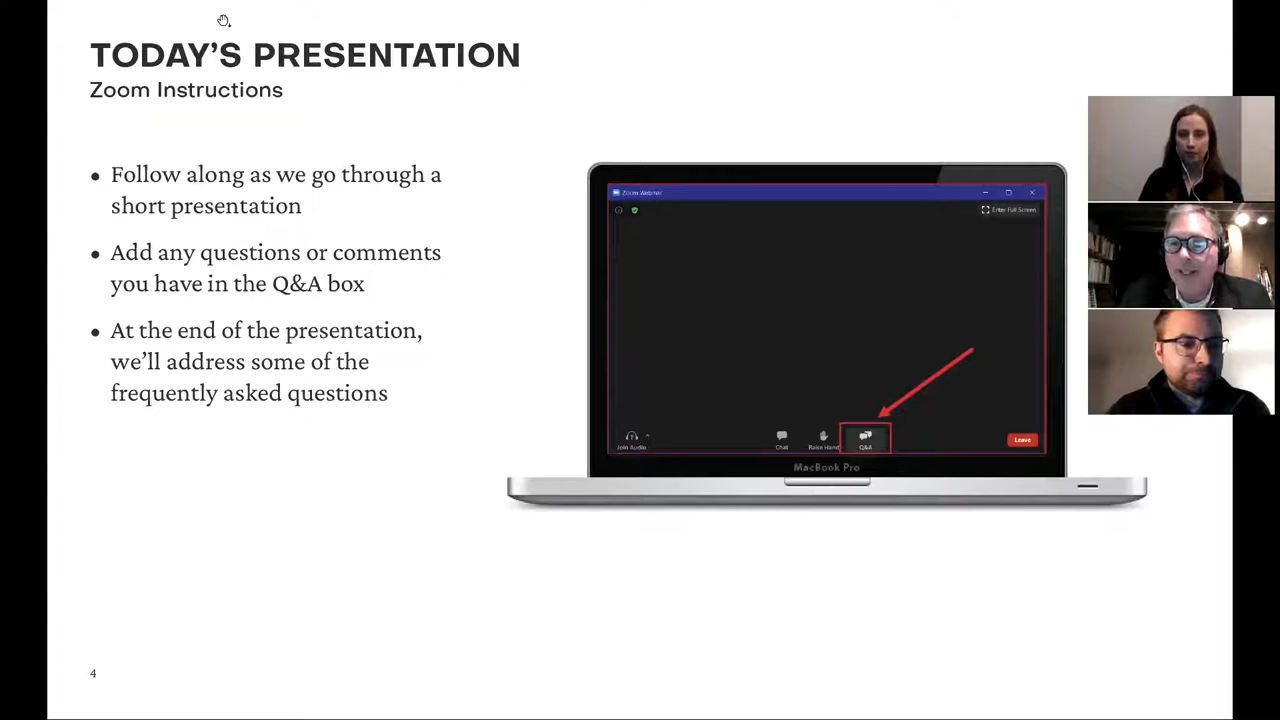 TODAY’S PRESENTATION
Zoom Instructions
• Follow along as we go through a
short presentation
• Add any questions or comments
you have in the Q&A box
• At the end of the presentation,
we’ll address some of the
frequently asked questions
Zoom Webinar
Enter Full Screen
Join Audio
Chat
Raise Hand
Q&A
Leave
MacBook Pro
4